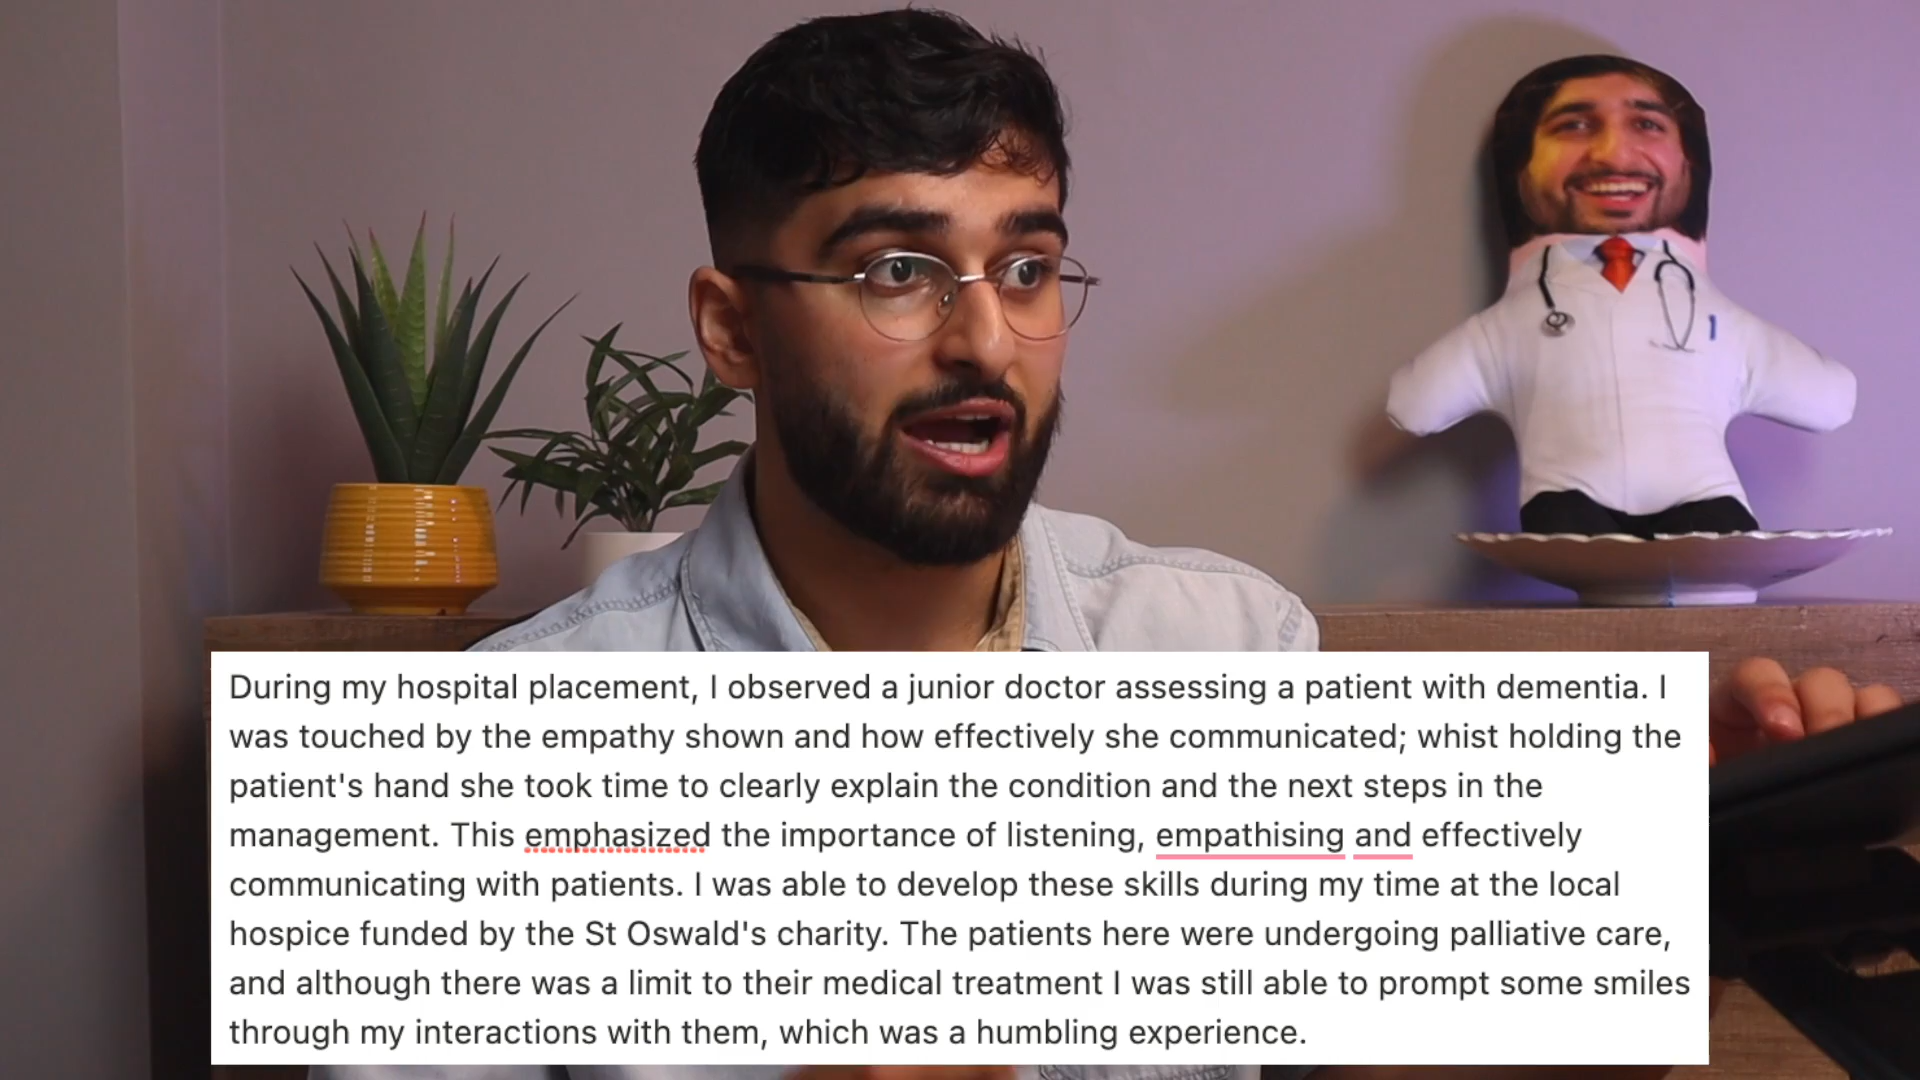 During my hospital placement, I observed a junior doctor assessing a patient with dementia. I
was touched by the empathy shown and how effectively she communicated; whist holding the
patient's hand she took time to clearly explain the condition and the next steps in the
management. This emphasized the importance of listening, empathising and effectively
communicating with patients. I was able to develop these skills during my time at the local
hospice funded by the St Oswald's charity. The patients here were undergoing palliative care,
and although there was a limit to their medical treatment I was still able to prompt some smiles
through my interactions with them, which was a humbling experience.